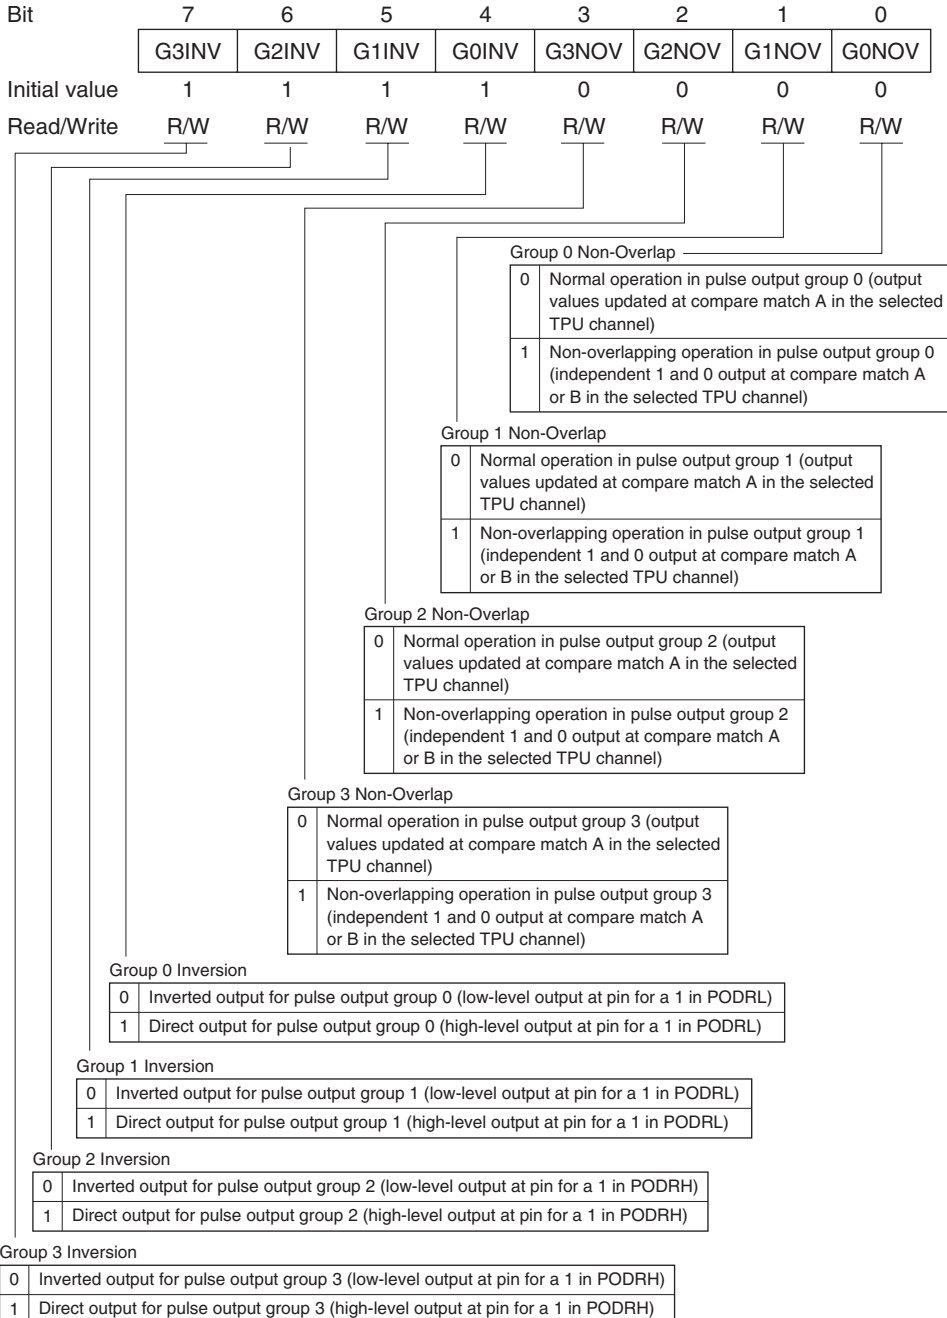 Bit 7 6 5 4 3 2 1 0
G3INV G2INV G1INV G0INV G3NOV G2NOV G1NOV G0NOV
Initial value 1 1 1 1 0 0 0 0
Read/Write R/W R/W R/W R/W R/W R/W R/W R/W
Group 0 Non-Overlap
0 Normal operation in pulse output group 0 (output
values updated at compare match A in the selected
TPU channel)
1 Non-overlapping operation in pulse output group 0
(independent 1 and 0 output at compare match A
or B in the selected TPU channel)
Group 1 Non-Overlap
0 Normal operation in pulse output group 1 (output
values updated at compare match A in the selected
TPU channel)
1 Non-overlapping operation in pulse output group 1
(independent 1 and 0 output at compare match A
or B in the selected TPU channel)
Group 2 Non-Overlap
0 Normal operation in pulse output group 2 (output
values updated at compare match A in the selected
TPU channel)
1 Non-overlapping operation in pulse output group 2
(independent 1 and 0 output at compare match A
or B in the selected TPU channel)
Group 3 Non-Overlap
0 Normal operation in pulse output group 3 (output
values updated at compare match A in the selected
TPU channel)
1 Non-overlapping operation in pulse output group 3
(independent 1 and 0 output at compare match A
or B in the selected TPU channel)
Group 0 Inversion
0 Inverted output for pulse output group 0 (low-level output at pin for a 1 in PODRL)
1 Direct output for pulse output group 0 (high-level output at pin for a 1 in PODRL)
Group 1 Inversion
0 Inverted output for pulse output group 1 (low-level output at pin for a 1 in PODRL)
1 Direct output for pulse output group 1 (high-level output at pin for a 1 in PODRL)
Group 2 Inversion
0 Inverted output for pulse output group 2 (low-level output at pin for a 1 in PODRH)
1 Direct output for pulse output group 2 (high-level output at pin for a 1 in PODRH)
Group 3 Inversion
0 Inverted output for pulse output group 3 (low-level output at pin for a 1 in PODRH)
1 Direct output for pulse output group 3 (high-level output at pin for a 1 in PODRH)